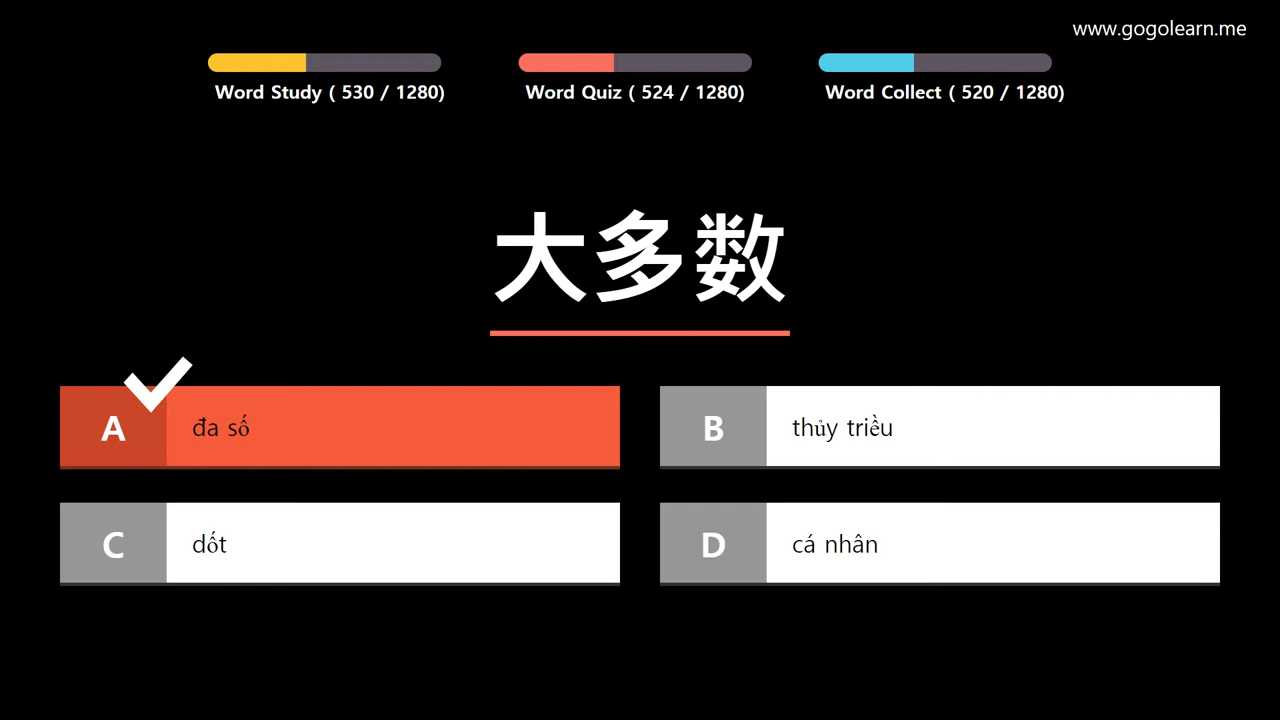 www.gogolearn.me
Word Study ( 530 / 1280)
Word Quiz ( 524 / 1280)
Word Collect ( 520 / 1280)
大多数
A đa số
B thủy triều
C dốt
D cá nhân